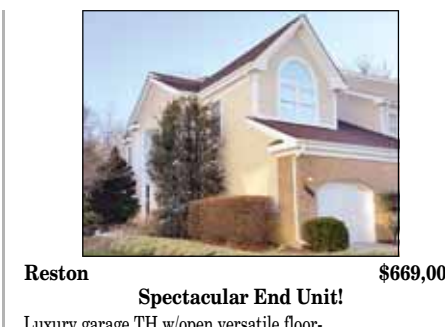 Reston $669,00
Spectacular End Unit!
Luxury garage TH w/open versatile floor-